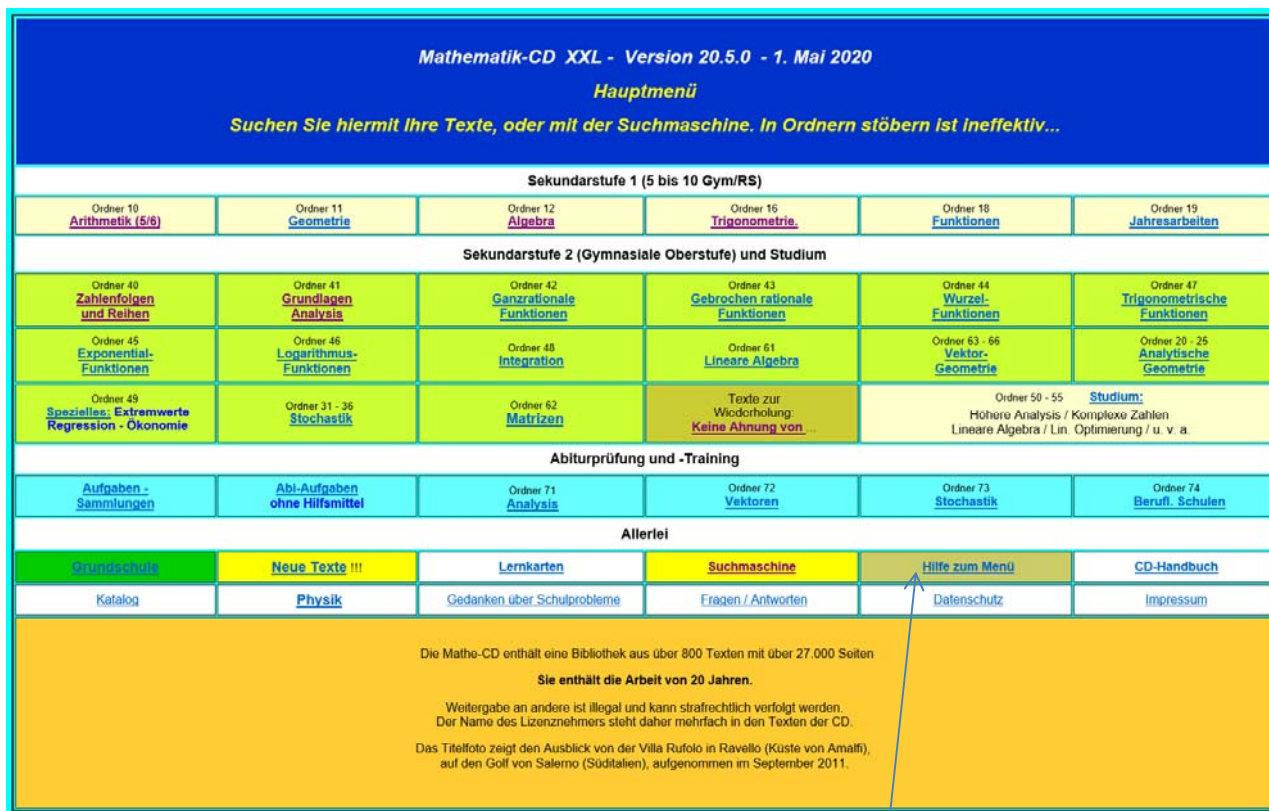 Mathematik-CD XXL - Version 20.5.0 - 1. Mai 2020
Hauptmenü
Suchen Sie hiermit Ihre Texte, oder mit der Suchmaschine. In Ordnern stöbern ist ineffektiv...
Sekundarstufe 1 (5 bis 10 Gym/RS)
Ordner 10
Arithmetik (5/6)
Ordner 11
Geometrie
Ordner 12
Algebra
Ordner 16
Trigonometrie.
Ordner 18
Funktionen
Ordner 19
Jahresarbeiten
Sekundarstufe 2 (Gymnasiale Oberstufe) und Studium
Ordner 40
Zahlenfolgen
und Reihen
Ordner 41
Grundlagen
Analysis
Ordner 42
Ganzrationale
Funktionen
Ordner 43
Gebrochen rationale
Funktionen
Ordner 44
Wurzel-
Funktionen
Ordner 47
Trigonometrische
Funktionen
Ordner 45
Exponential-
Funktionen
Ordner 46
Logarithmus-
Funktionen
Ordner 48
Integration
Ordner 61
Lineare Algebra
Ordner 63 - 66
Vektor-
Geometrie
Ordner 20 - 25
Analytische
Geometrie
Ordner 49
Spezielles: Extremwerte
Regression - Ökonomie
Ordner 31 - 36
Stochastik
Ordner 62
Matrizen
Texte zur
Wiederholung:
Keine Ahnung von ...
Ordner 50 - 55 Studium:
Höhere Analysis / Komplexe Zahlen
Lineare Algebra / Lin. Optimierung / u. v. a.
Abiturprüfung und -Training
Aufgaben -
Sammlungen
Abi-Aufgaben
ohne Hilfsmittel
Ordner 71
Analysis
Ordner 72
Vektoren
Ordner 73
Stochastik
Ordner 74
Berufl. Schulen
Allerlei
Grundschule
Neue Texte !!!
Lernkarten
Suchmaschine
Hilfe zum Menü
CD-Handbuch
Katalog
Physik
Gedanken über Schulprobleme
Fragen / Antworten
Datenschutz
Impressum
Die Mathe-CD enthält eine Bibliothek aus über 800 Texten mit über 27.000 Seiten
Sie enthält die Arbeit von 20 Jahren.
Weitergabe an andere ist illegal und kann strafrechtlich verfolgt werden.
Der Name des Lizenznehmers steht daher mehrfach in den Texten der CD.
Das Titelfoto zeigt den Ausblick von der Villa Rufolo in Ravello (Küste von Amalfi),
auf den Golf von Salerno (Süditalien), aufgenommen im September 2011.